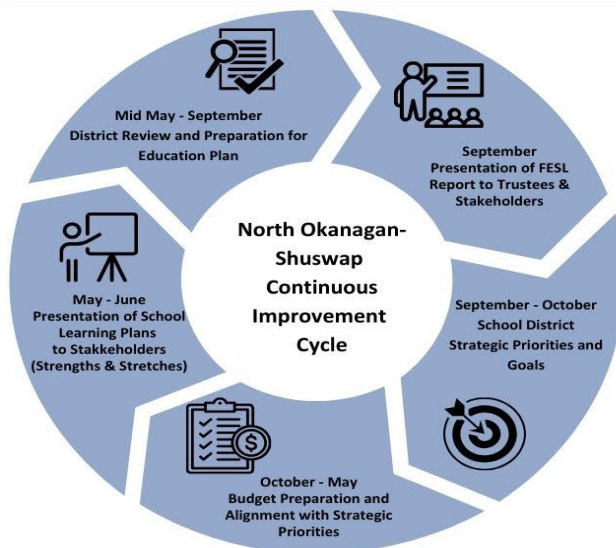 Mid May - September
District Review and Preparation for
Education Plan
September
Presentation of FESL
Report to Trustees &
Stakeholders
North Okanagan-
Shuswap
Continuous
Improvement
Cycle
May - June
Presentation of School
Learning Plans
to Stakkeholders
(Strengths & Stretches)
September - October
School District
Strategic Priorities and
Goals
$
October - May
Budget Preparation and
Alignment with Strategic
Priorities